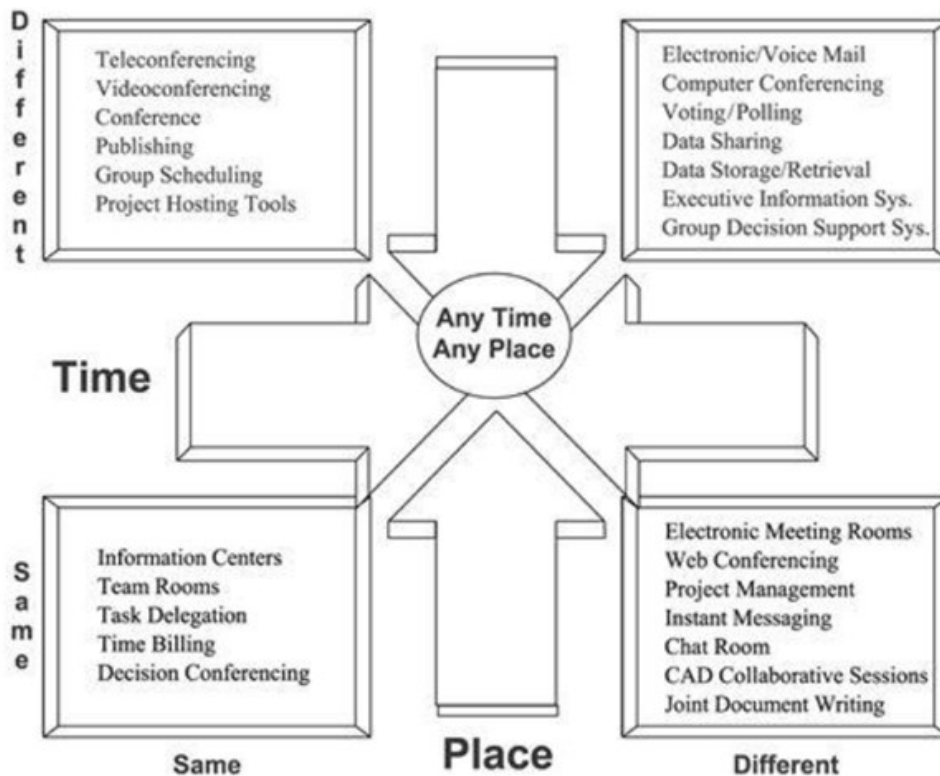 Different
Teleconferencing
Videoconferencing
Conference
Publishing
Group Scheduling
Project Hosting Tools
Electronic/Voice Mail
Computer Conferencing
Voting/Polling
Data Sharing
Data Storage/Retrieval
Executive Information Sys.
Group Decision Support Sys.
Any Time
Any Place
Time
Same
Information Centers
Team Rooms
Task Delegation
Time Billing
Decision Conferencing
Electronic Meeting Rooms
Web Conferencing
Project Management
Instant Messaging
Chat Room
CAD Collaborative Sessions
Joint Document Writing
Same
Place
Different